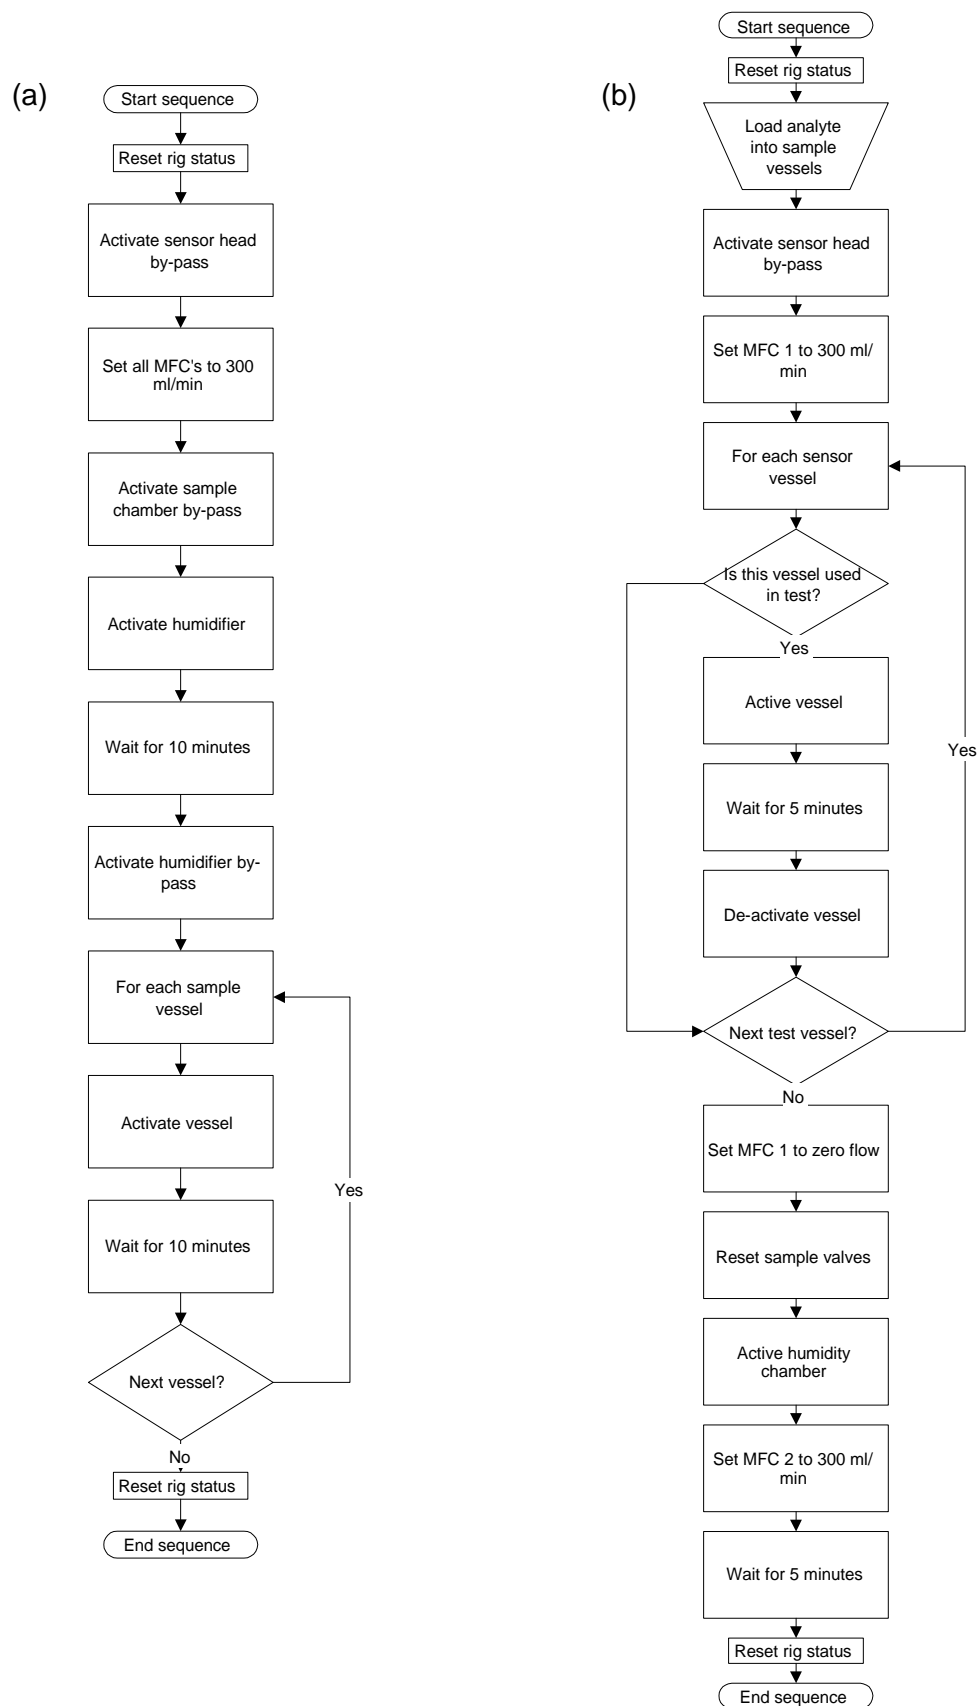 (a)
Start sequence
Reset rig status
Activate sensor head
by-pass
Set all MFC's to 300
ml/min
Activate sample
chamber by-pass
Activate humidifier
Wait for 10 minutes
Activate humidifier by-
pass
For each sample
vessel
Activate vessel
Wait for 10 minutes
Yes
Next vessel?
No
Reset rig status
End sequence
(b)
Start sequence
Reset rig status
Load analyte
into sample
vessels
Activate sensor head
by-pass
Set MFC 1 to 300 ml/
min
For each sensor
vessel
Is this vessel used
in test?
Yes
Active vessel
Yes
Wait for 5 minutes
De-activate vessel
Next test vessel?
No
Set MFC 1 to zero flow
Reset sample valves
Active humidity
chamber
Set MFC 2 to 300 ml/
min
Wait for 5 minutes
Reset rig status
End sequence